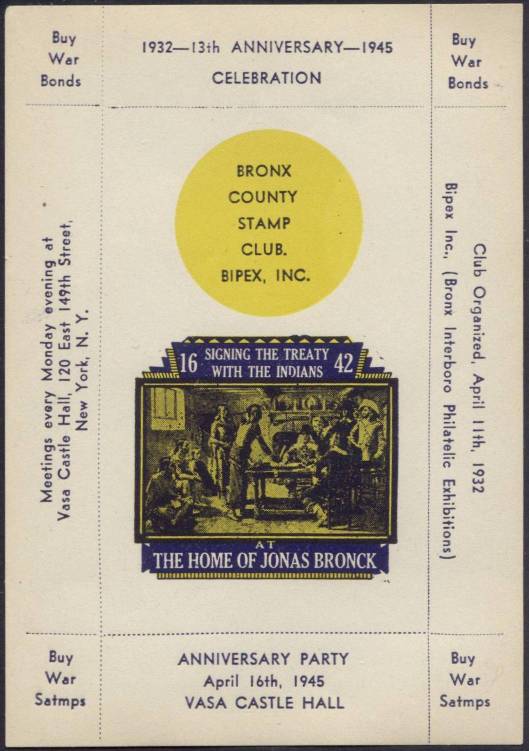 Buy
War
Bonds
1932—13th ANNIVERSARY—1945
CELEBRATION
Buy
War
Bonds
BRONX
COUNTY
STAMP
CLUB.
BIPEX, INC.
Meetings every Monday evening at
Vasa Castle Hall, 120 East 149th Street,
New York, N. Y.
Club Organized, April 11th, 1932
Bipex Inc., (Bronx Interboro Philatelic Exhibitions)
16 SIGNING THE TREATY 42
WITH THE INDIANS
AT
THE HOME OF JONAS BRONCK
Buy
War
Satmps
ANNIVERSARY PARTY
April 16th, 1945
VASA CASTLE HALL
Buy
War
Satmps